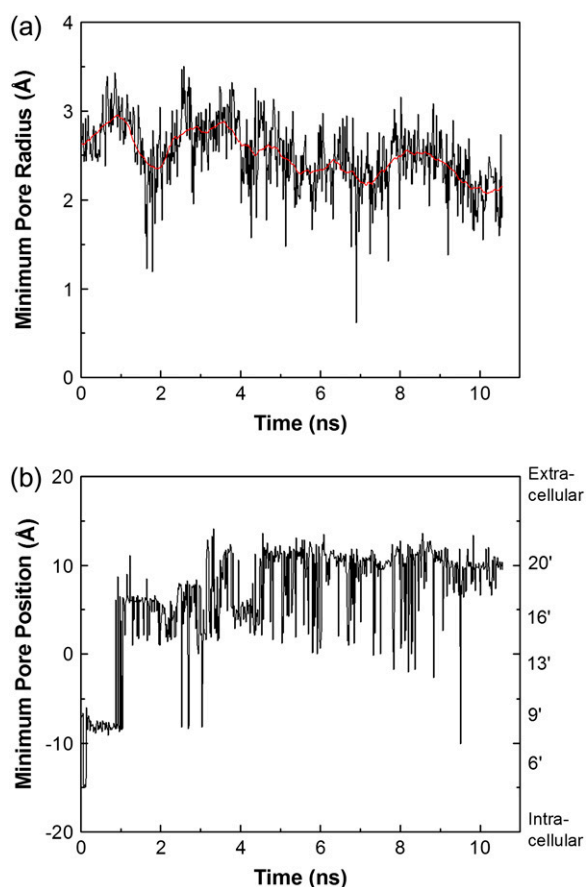 (a)
Minimum Pore Radius (Å)
4
3
2
1
0
0 2 4 6 8 10
Time (ns)
(b)
Minimum Pore Position (Å)
20
10
0
-10
-20
0 2 4 6 8 10
Time (ns)
Extra-
cellular
20'
16'
13'
9'
6'
Intra-
cellular